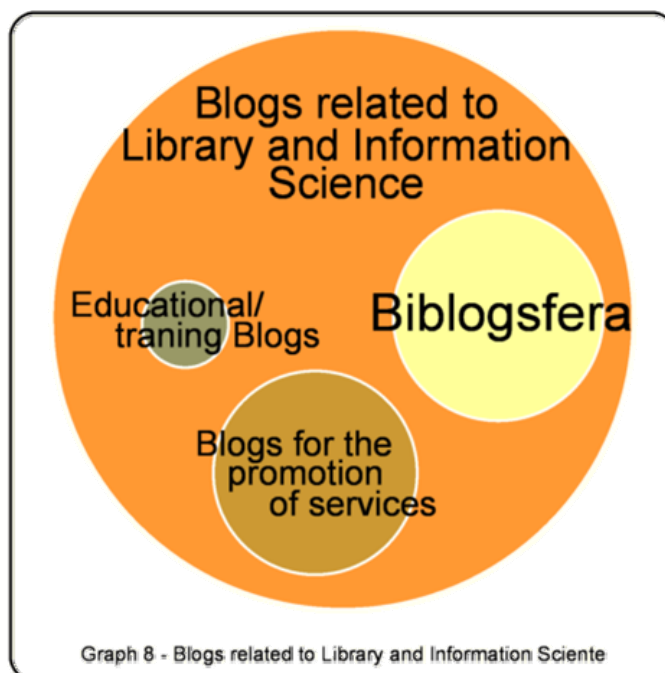 Blogs related to
Library and Information
Science
Educational/
traning Blogs
Biblogsfera
Blogs for the
promotion
of services
Graph 8 - Blogs related to Library and Information Sciente